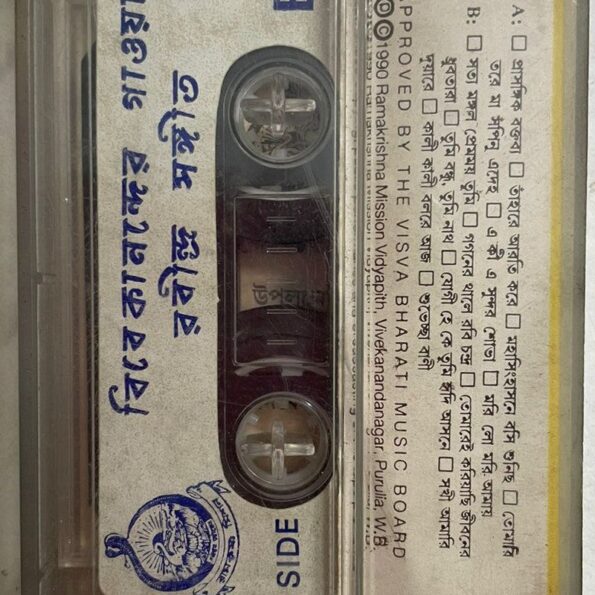 A: □ প্রাসঙ্গিক বক্তব্য □ তাঁহারে আরতি করে □ মহাসিংহাসনে বসি শুনিছ □ তোমারি
তরে মা সঁপিনু এদেহ □ এ কী এ সুন্দর শোভা □ মরি লো মরি আমায়
B: □ সত্য মঙ্গল প্রেমময় তুমি □ গগনের থালে রবি চন্দ্র □ তোমারেই করিয়াছি জীবনের
ধ্রুবতারা □ তুমি বন্ধু, তুমি নাথ □ যোগী হে কে তুমি হৃদি আসনে □ সখী আমারি
দুয়ারে □ কালী কালী বলরে আজ □ শুভেচ্ছা বাণী
APPROVED BY THE VISVA BHARATI MUSIC BOARD
℗©1990 Ramakrishna Mission Vidyapith, Vivekanandanagar, Purulia, W.B.
SIDE
রবীন্দ্র
বিবেকানন্দের গাওয়া